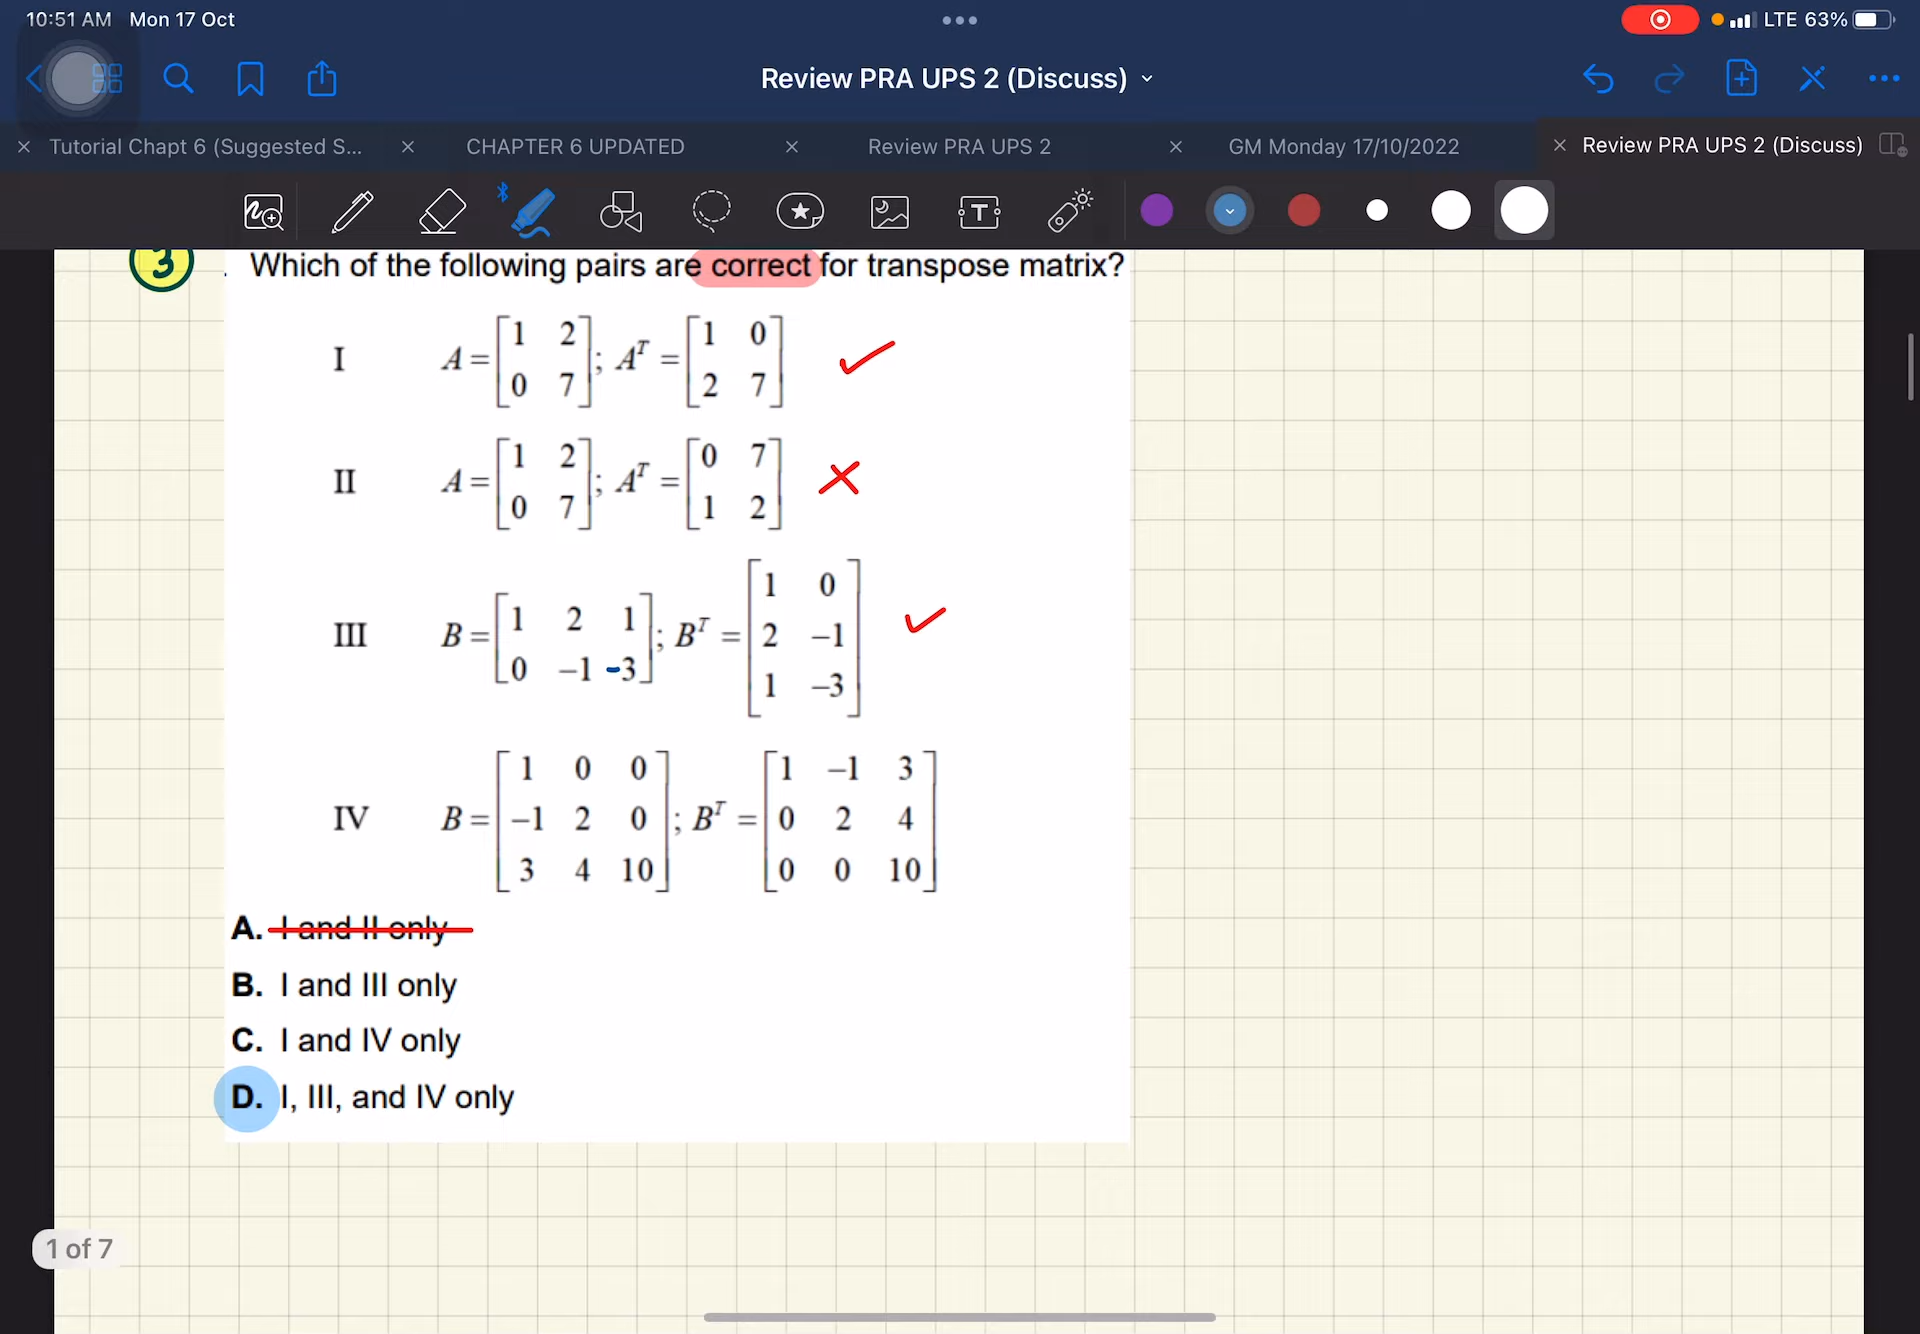 10:51 AM Mon 17 Oct
LTE 63%
Review PRA UPS 2 (Discuss)
Tutorial Chapt 6 (Suggested S... CHAPTER 6 UPDATED Review PRA UPS 2 GM Monday 17/10/2022 Review PRA UPS 2 (Discuss)
3 . Which of the following pairs are correct for transpose matrix?
I A = [1 2; 0 7]; Aᵀ = [1 0; 2 7] ✓
II A = [1 2; 0 7]; Aᵀ = [0 7; 1 2] ✗
III B = [1 2 1; 0 −1 -3]; Bᵀ = [1 0; 2 −1; 1 −3] ✓
IV B = [1 0 0; −1 2 0; 3 4 10]; Bᵀ = [1 −1 3; 0 2 4; 0 0 10]
A. I and II only
B. I and III only
C. I and IV only
D. I, III, and IV only
1 of 7